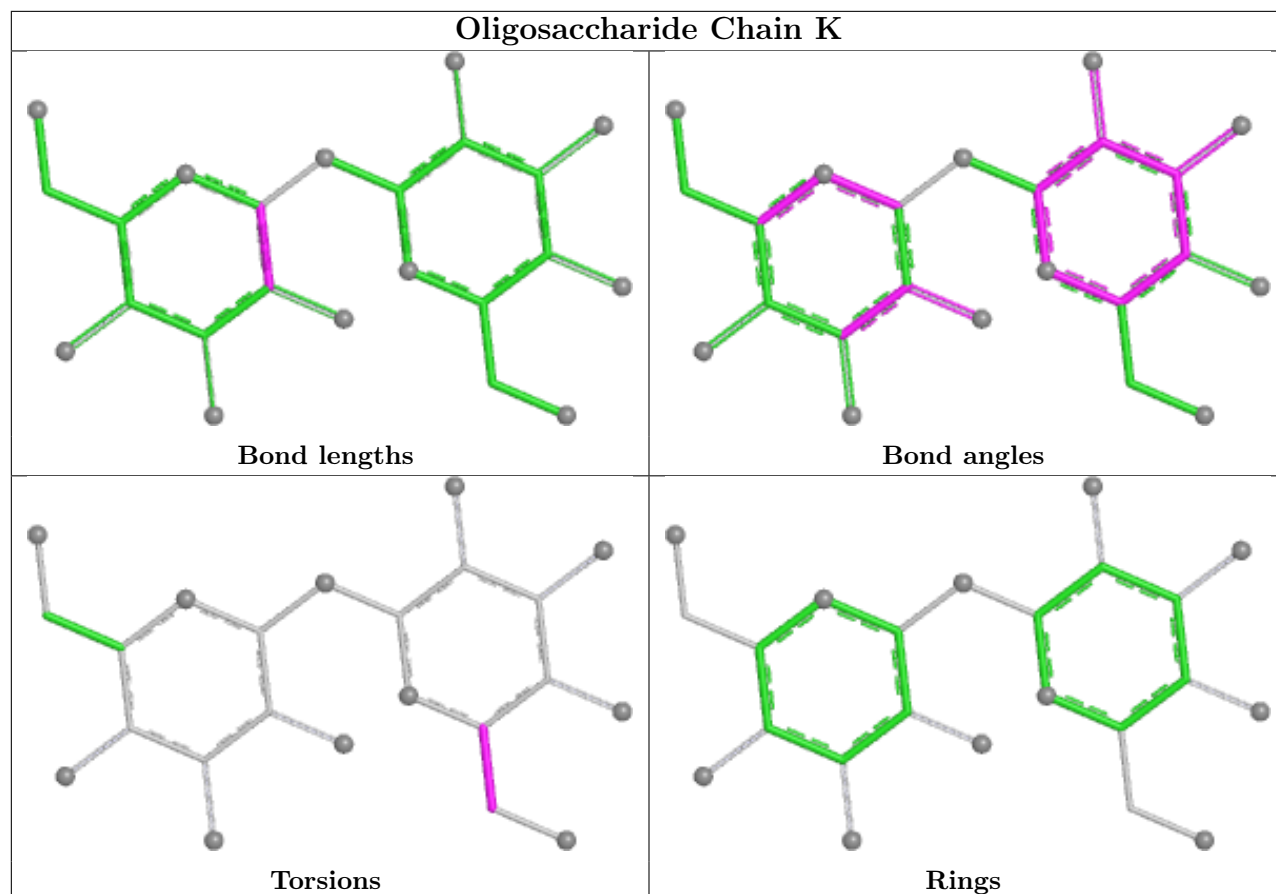 Oligosaccharide Chain K
Bond lengths
Bond angles
Torsions
Rings